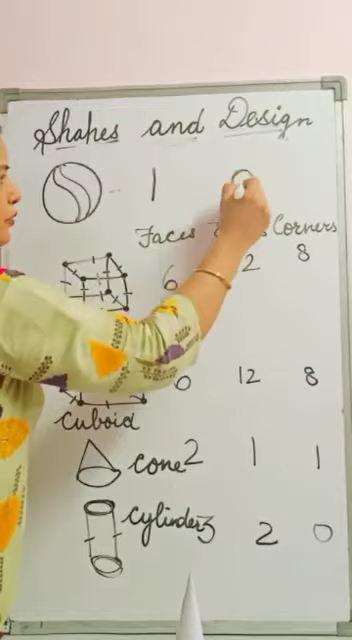 Shapes and Design
1
Faces Corners
6 2 8
6 12 8
Cuboid
Cone 2 1 1
Cylinder 3 2 0